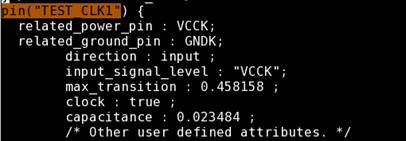 pin("TEST_CLK1") {
related_power_pin : VCCK;
related_ground_pin : GNDK;
direction : input ;
input_signal_level : "VCCK";
max_transition : 0.458158 ;
clock : true ;
capacitance : 0.023484 ;
/* Other user defined attributes. */